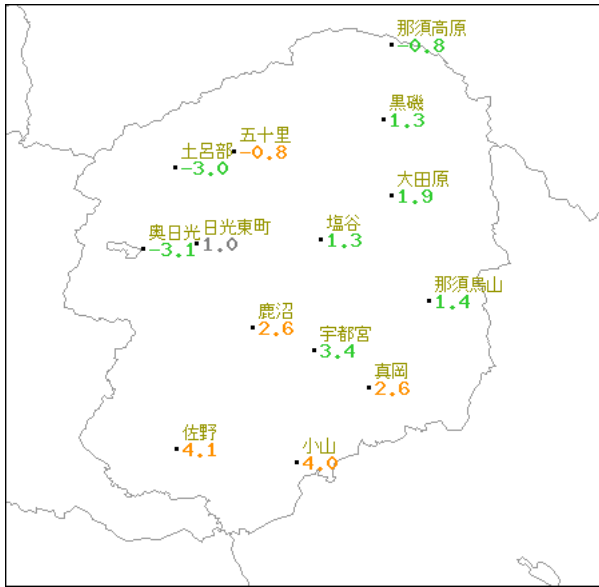 那須高原
-0.8
黒磯
1.3
五十里
-0.8
土呂部
-3.0
大田原
1.9
日光東町
1.0
奥日光
-3.1
塩谷
1.3
那須烏山
1.4
鹿沼
2.6
宇都宮
3.4
真岡
2.6
佐野
4.1
小山
4.0